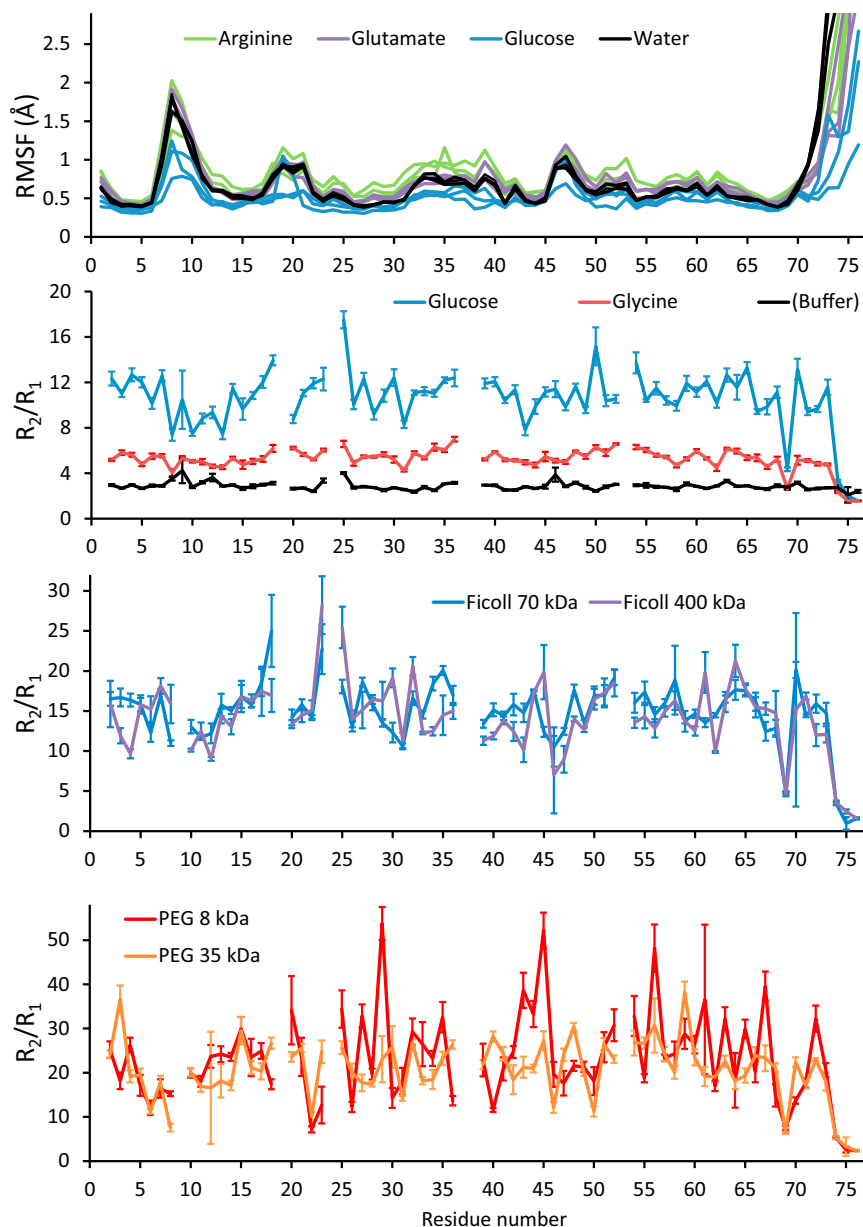 Arginine Glutamate Glucose Water
RMSF (Å)
2.5
2
1.5
1
0.5
0
0 5 10 15 20 25 30 35 40 45 50 55 60 65 70 75
Glucose Glycine (Buffer)
R2/R1
20
16
12
8
4
0
0 5 10 15 20 25 30 35 40 45 50 55 60 65 70 75
Ficoll 70 kDa Ficoll 400 kDa
R2/R1
30
25
20
15
10
5
0
0 5 10 15 20 25 30 35 40 45 50 55 60 65 70 75
PEG 8 kDa
PEG 35 kDa
R2/R1
50
40
30
20
10
0
0 5 10 15 20 25 30 35 40 45 50 55 60 65 70 75
Residue number